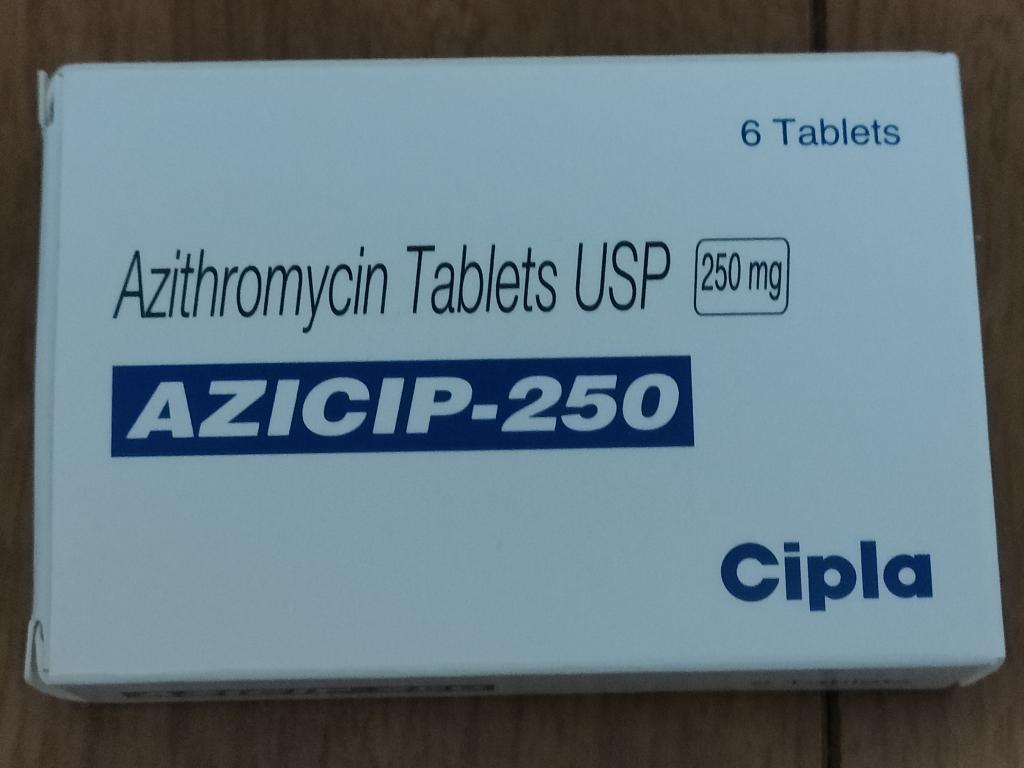 6 Tablets
Azithromycin Tablets USP 250 mg
AZICIP-250
Cipla